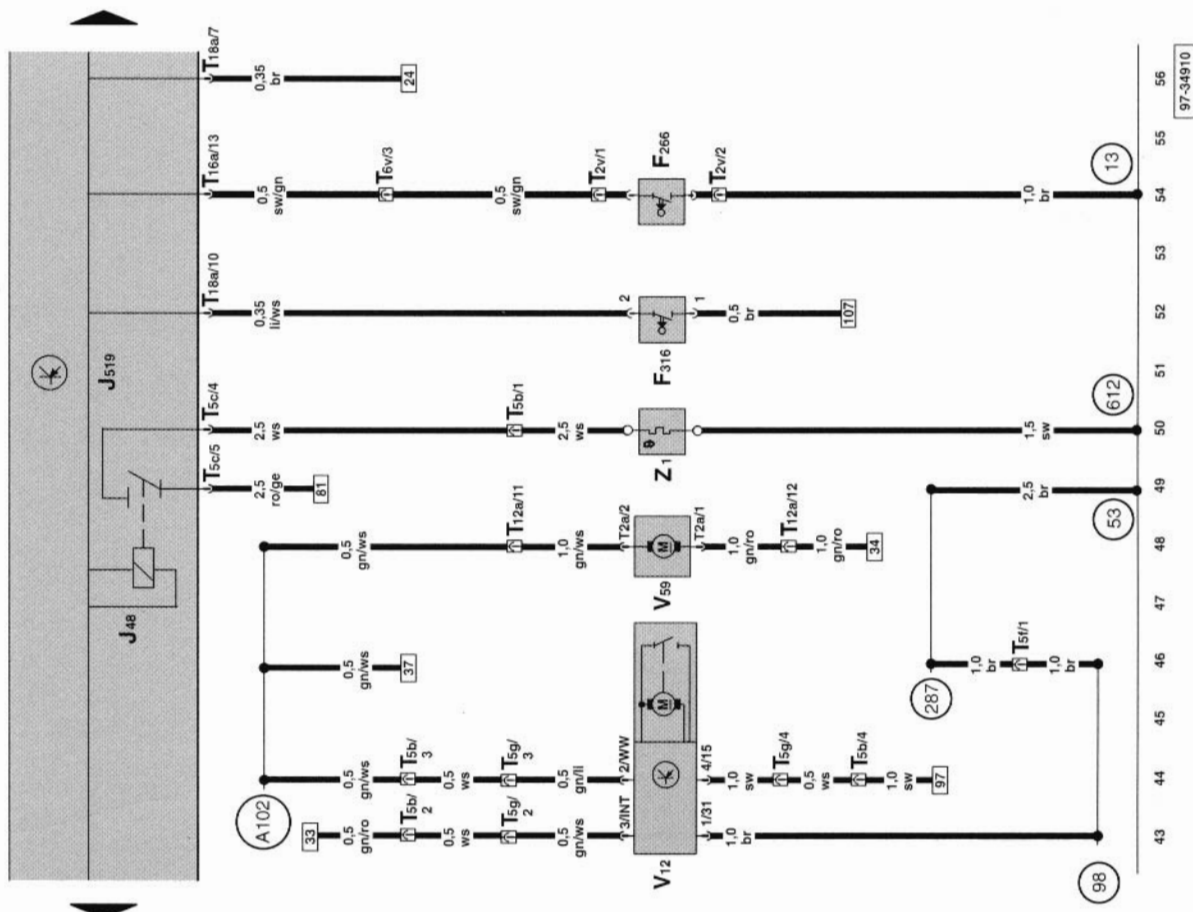 J519
J48
T5c/5
T5c/4
T18a/10
T16a/13
T18a/7
A102
33
0,5
gn/ro
T5b/
2
0,5
ws
T5g/
2
0,5
gn/ws
3/INT
0,5
gn/ws
T5b/
3
0,5
ws
T5g/
3
0,5
gn/li
2/WW
V12
M
1/31
1,0
br
98
4/15
1,0
sw
T5g/4
0,5
ws
T5b/4
1,0
sw
97
0,5
gn/ws
37
287
1,0
br
T5f/1
1,0
br
0,5
gn/ws
T12a/11
1,0
gn/ws
T2a/2
V59
M
T2a/1
1,0
gn/ro
T12a/12
1,0
gn/ro
34
2,5
ro/ge
81
2,5
br
53
2,5
ws
T5b/1
2,5
ws
Z1
ϑ
1,5
sw
612
0,35
li/ws
2
F316
1
0,5
br
107
0,5
sw/gn
T6v/3
0,5
sw/gn
T2v/1
F266
T2v/2
1,0
br
13
0,35
br
24
43 44 45 46 47 48 49 50 51 52 53 54 55 56
97-34910